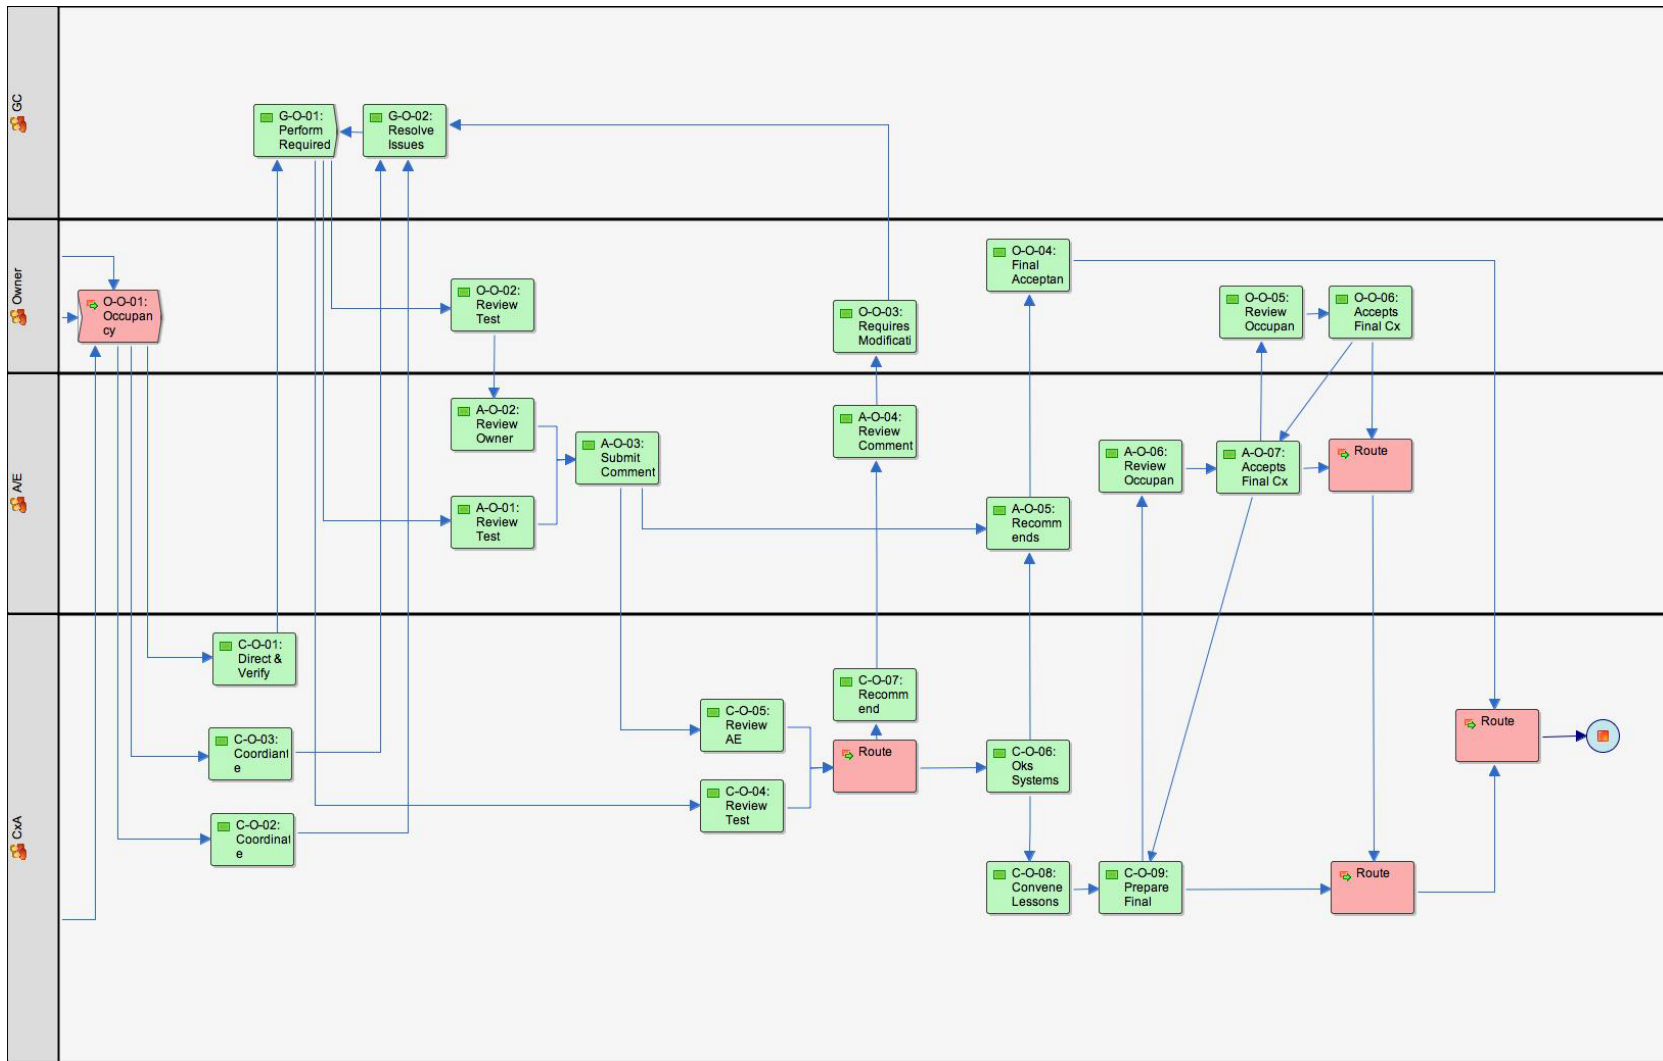 GC
G-O-01:
Perform
Required
G-O-02:
Resolve
Issues
Owner
O-O-01:
Occupan
cy
O-O-02:
Review
Test
O-O-03:
Requires
Modificati
O-O-04:
Final
Acceptan
O-O-05:
Review
Occupan
O-O-06:
Accepts
Final Cx
A/E
A-O-02:
Review
Owner
A-O-01:
Review
Test
A-O-03:
Submit
Comment
A-O-04:
Review
Comment
A-O-05:
Recomm
ends
A-O-06:
Review
Occupan
A-O-07:
Accepts
Final Cx
Route
CxA
C-O-01:
Direct &
Verify
C-O-03:
Coordiant
e
C-O-02:
Coordinat
e
C-O-05:
Review
AE
C-O-04:
Review
Test
C-O-07:
Recomm
end
Route
C-O-06:
Oks
Systems
C-O-08:
Convene
Lessons
C-O-09:
Prepare
Final
Route
Route